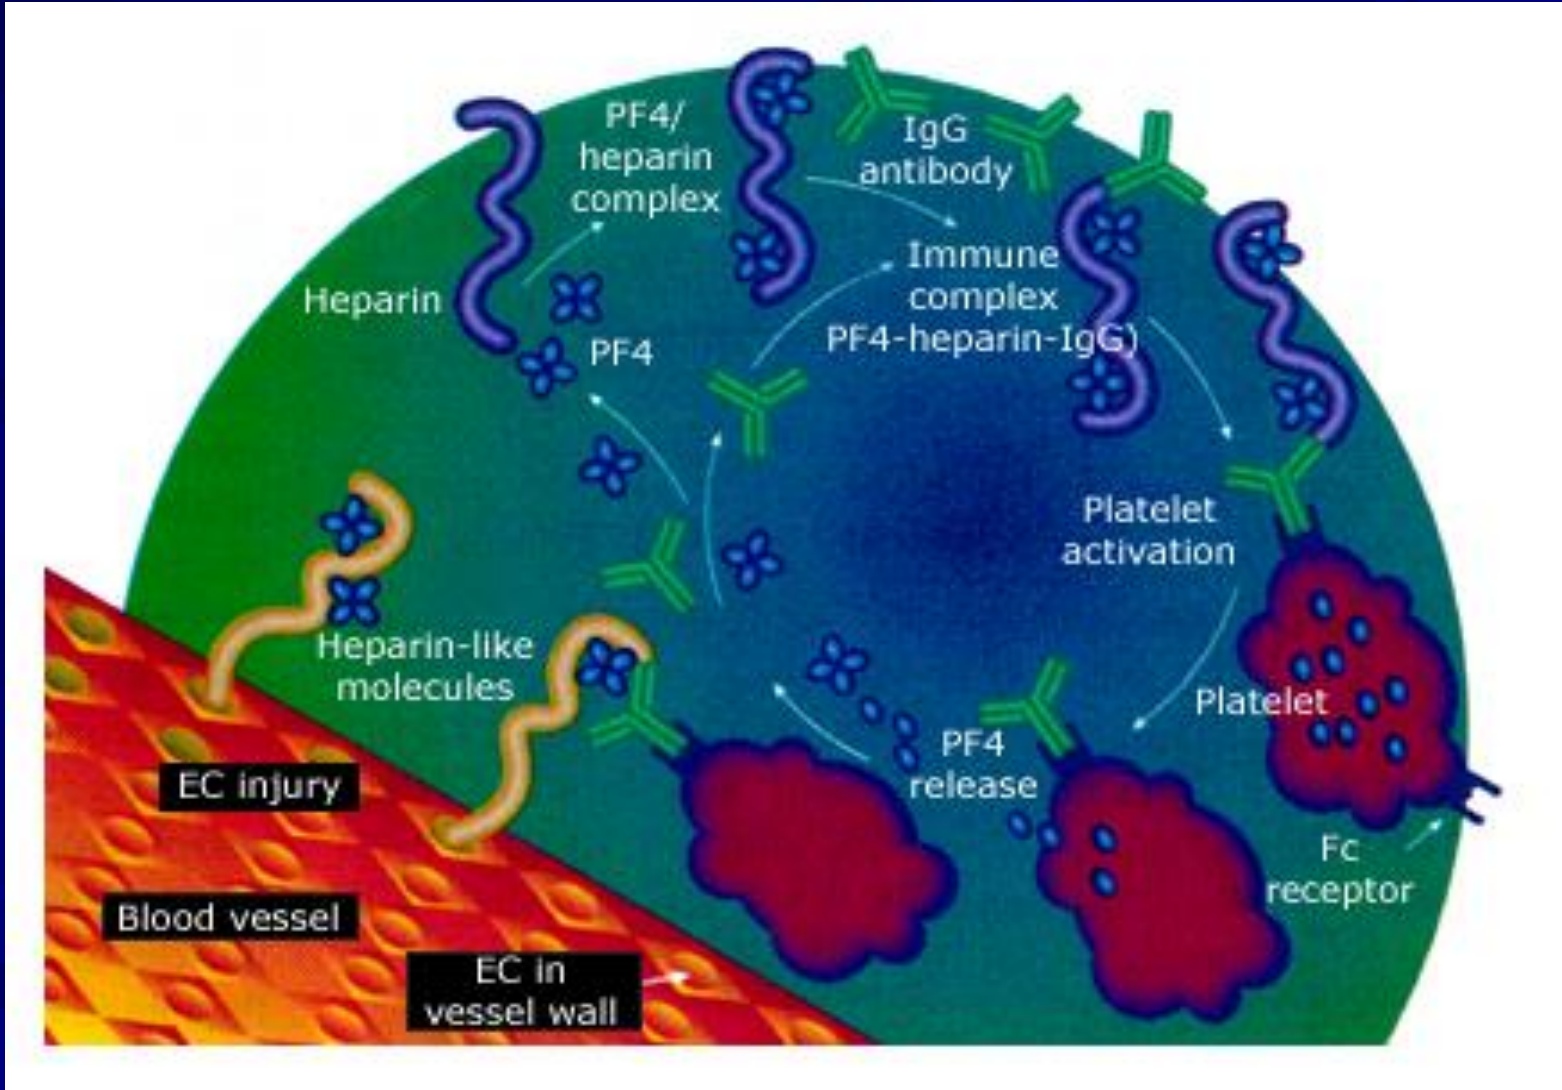 PF4/
heparin
complex
IgG
antibody
Heparin
PF4
Immune
complex
PF4-heparin-IgG)
Platelet
activation
Heparin-like
molecules
Platelet
PF4
release
Fc
receptor
EC injury
Blood vessel
EC in
vessel wall